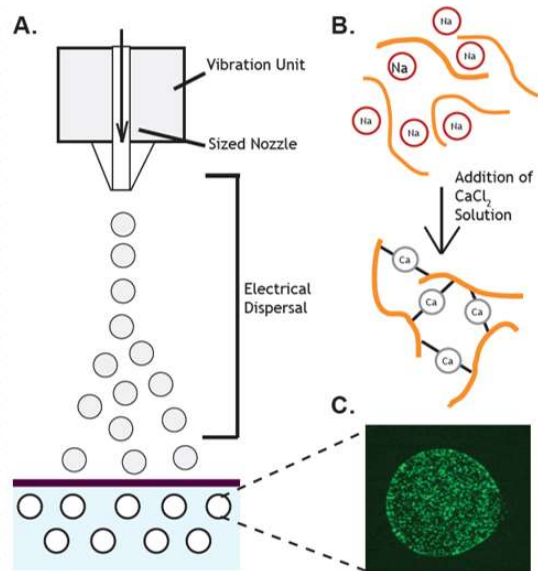 A.
Vibration Unit
Sized Nozzle
Electrical
Dispersal
B.
Na
Na
Na
Na
Na
Na
Addition of
CaCl₂
Solution
Ca
Ca
Ca
Ca
C.